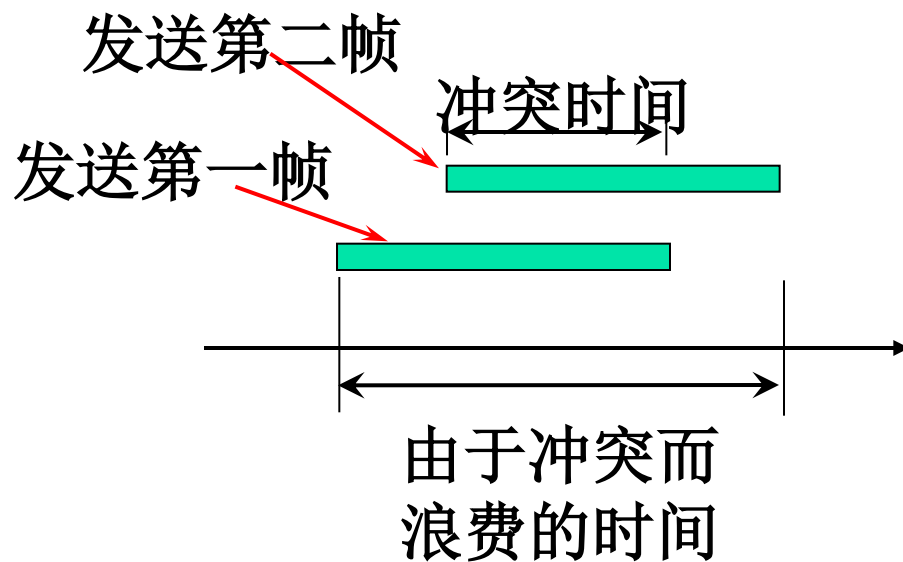 发送第二帧
冲突时间
发送第一帧
由于冲突而
浪费的时间